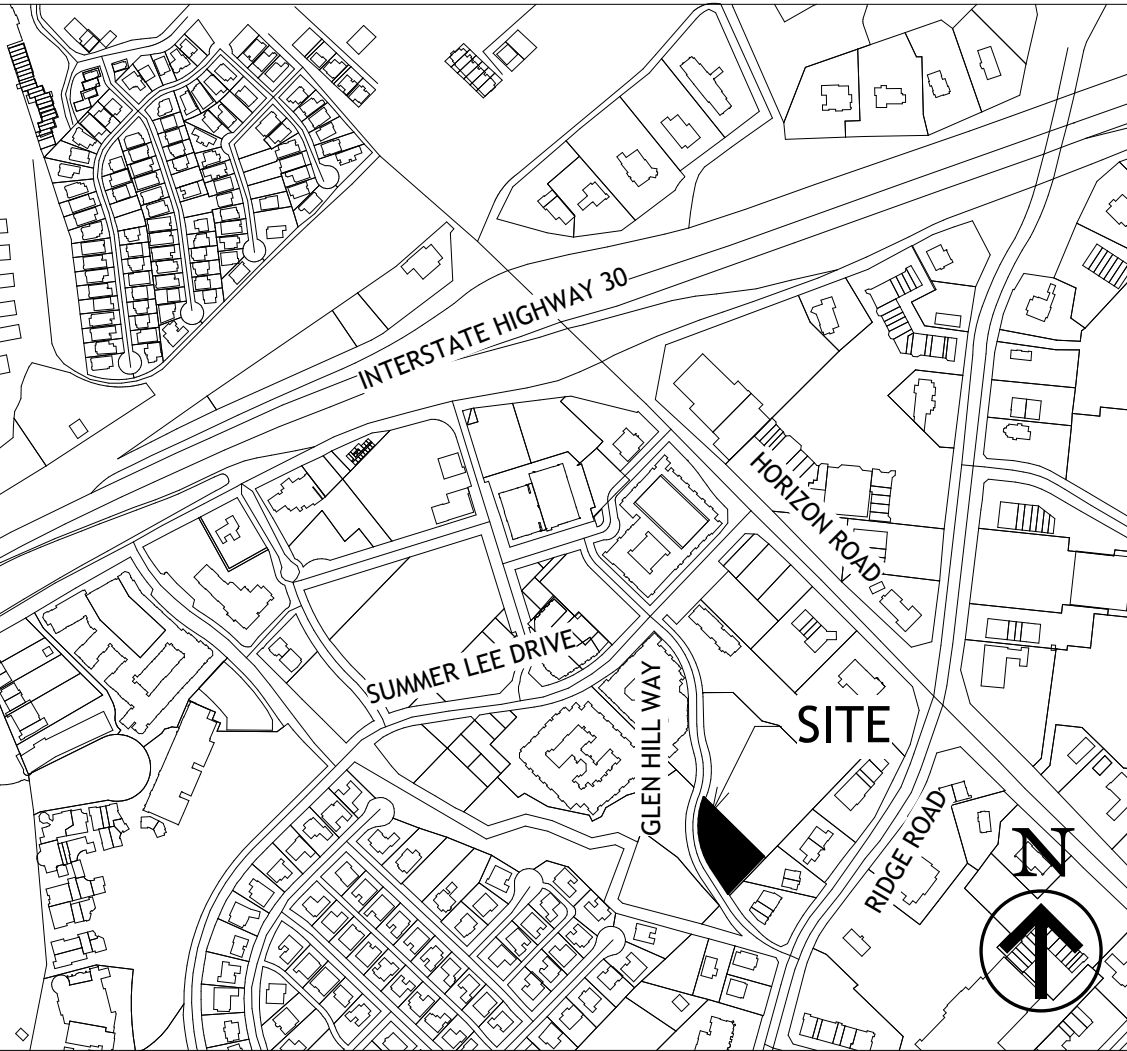 INTERSTATE HIGHWAY 30
HORIZON ROAD
SUMMER LEE DRIVE
GLEN HILL WAY
SITE
RIDGE ROAD
N